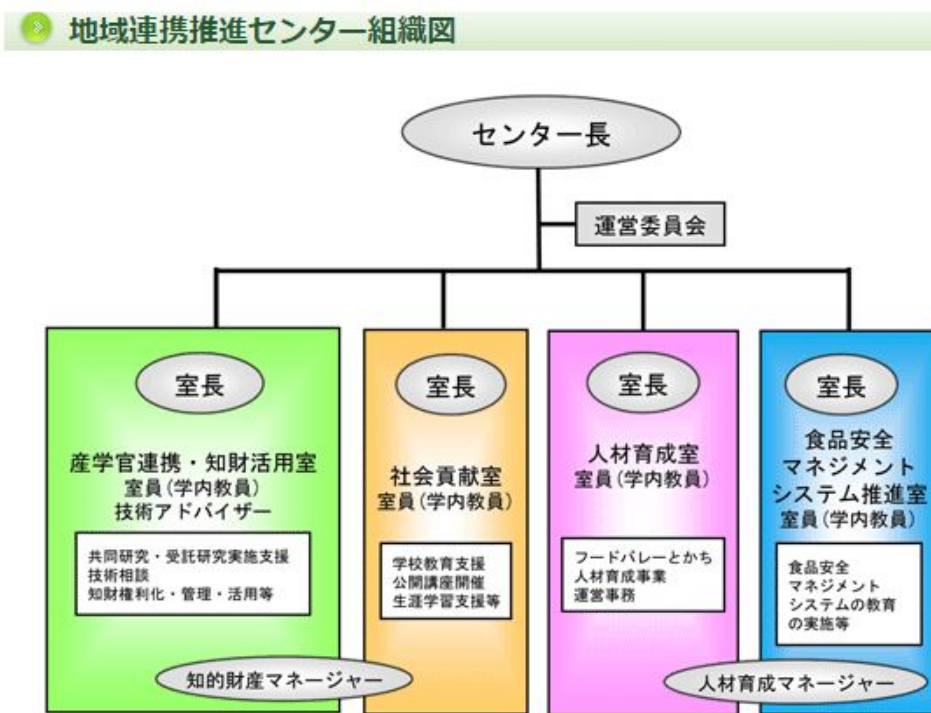 地域連携推進センター組織図
センター長
運営委員会
室長
産学官連携・知財活用室
室員(学内教員)
技術アドバイザー
共同研究・受託研究実施支援
技術相談
知財権利化・管理・活用等
室長
社会貢献室
室員(学内教員)
学校教育支援
公開講座開催
生涯学習支援等
室長
人材育成室
室員(学内教員)
フードバレーとかち
人材育成事業
運営事務
室長
食品安全
マネジメント
システム推進室
室員(学内教員)
食品安全
マネジメント
システムの教育
の実施等
知的財産マネージャー
人材育成マネージャー